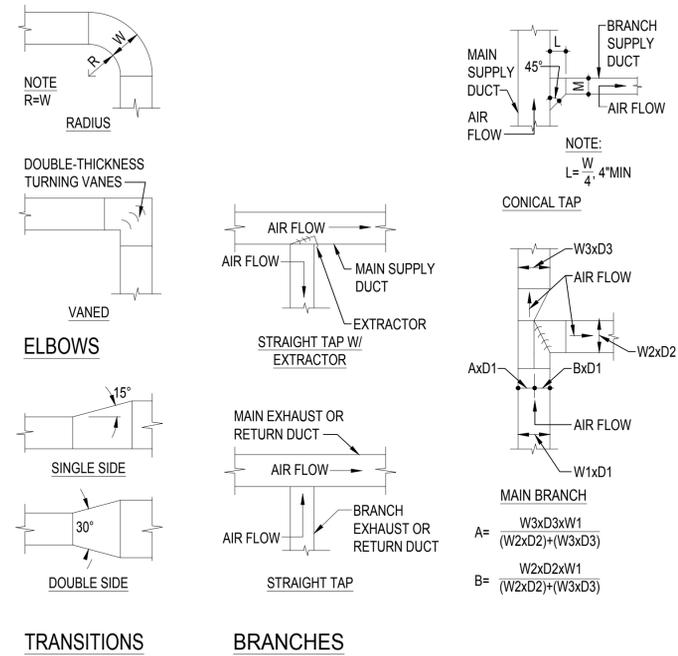 R
W
NOTE
R=W
RADIUS
DOUBLE-THICKNESS
TURNING VANES
VANED
ELBOWS
15°
SINGLE SIDE
30°
DOUBLE SIDE
TRANSITIONS
AIR FLOW
AIR FLOW
MAIN SUPPLY
DUCT
EXTRACTOR
STRAIGHT TAP W/
EXTRACTOR
MAIN EXHAUST OR
RETURN DUCT
AIR FLOW
AIR FLOW
BRANCH
EXHAUST OR
RETURN DUCT
STRAIGHT TAP
BRANCHES
L
BRANCH
SUPPLY
DUCT
MAIN
SUPPLY
DUCT
45°
M
AIR FLOW
AIR
FLOW
NOTE:
L= W/4, 4"MIN
CONICAL TAP
W3xD3
AIR FLOW
W2xD2
AxD1
BxD1
AIR FLOW
W1xD1
MAIN BRANCH
A= W3xD3xW1
(W2xD2)+(W3xD3)
B= W2xD2xW1
(W2xD2)+(W3xD3)